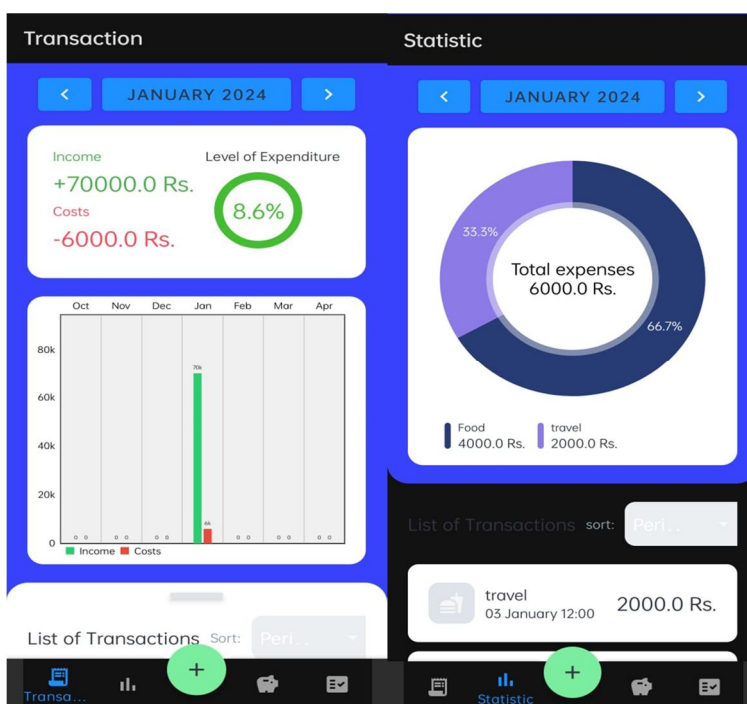 Transaction
JANUARY 2024
Income
Level of Expenditure
+70000.0 Rs.
8.6%
Costs
-6000.0 Rs.
Oct Nov Dec Jan Feb Mar Apr
80k
70k
60k
40k
20k
6k
0 0 0 0 0 0 0 0 0 0 0 0
0
Income Costs
List of Transactions Sort: Peri...
+
Transa...
Statistic
JANUARY 2024
33.3%
Total expenses
6000.0 Rs.
66.7%
Food travel
4000.0 Rs. 2000.0 Rs.
List of Transactions sort: Peri...
travel
03 January 12:00
2000.0 Rs.
+
Statistic